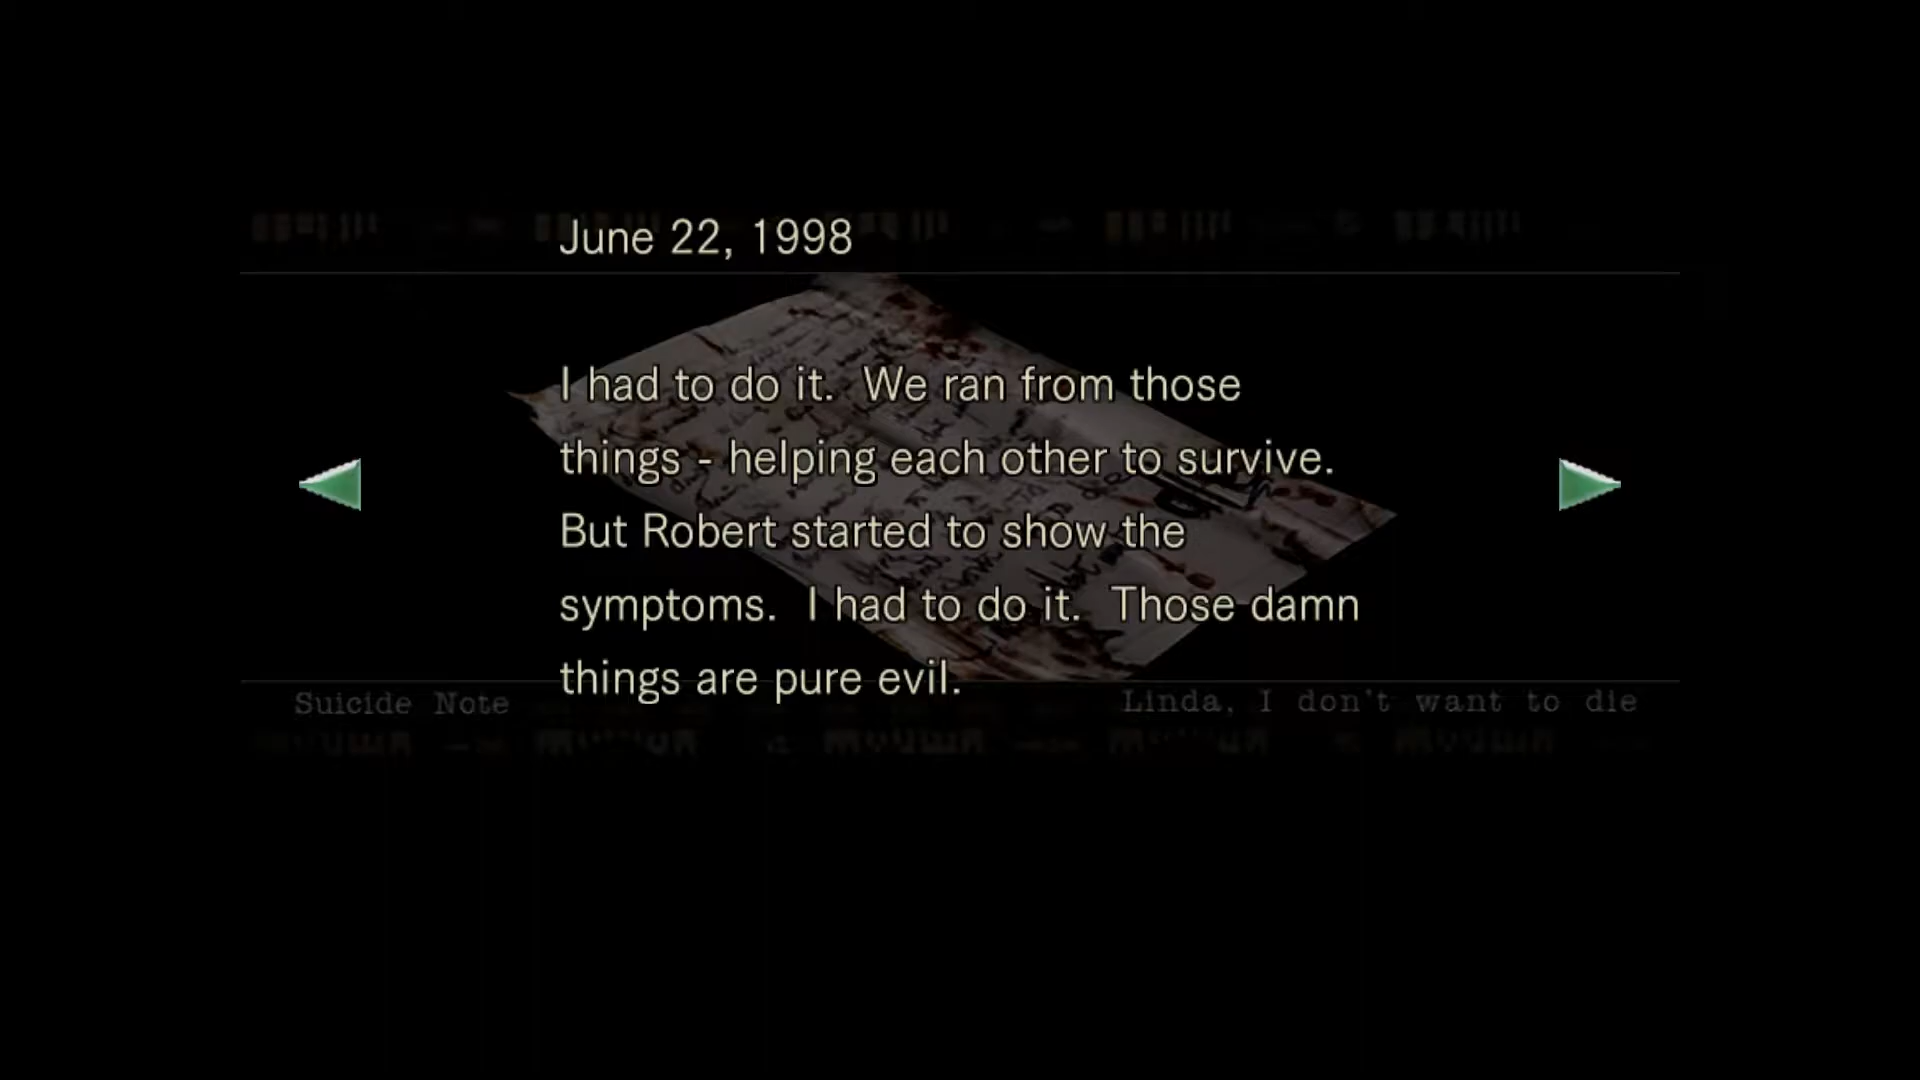 June 22, 1998
I had to do it.  We ran from those
things - helping each other to survive.
But Robert started to show the
symptoms.  I had to do it.  Those damn
things are pure evil.
Suicide Note
Linda, I don't want to die